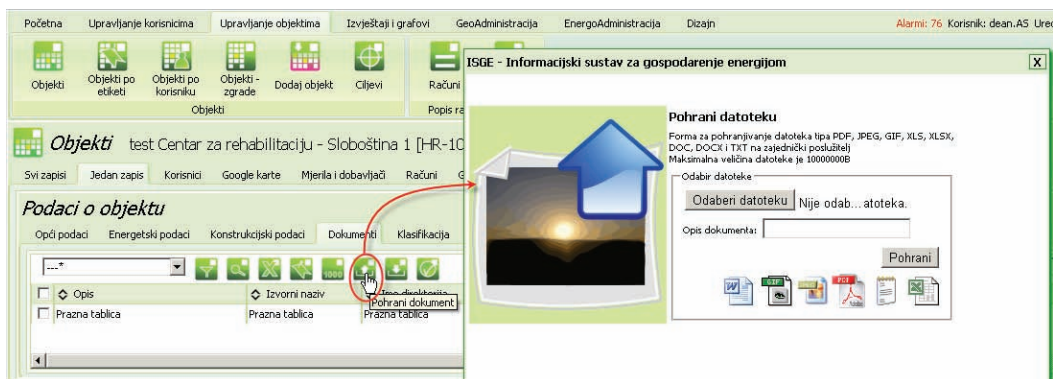 Početna Upravljanje korisnicima Upravljanje objektima Izvještaji i grafovi GeoAdministracija EnergoAdministracija Dizajn Alarmi: 76 Korisnik: dean.AS
Objekti Objekti po etiketi Objekti po korisniku Objekti - zgrade Dodaj objekt Ciljevi Računi
Objekti
ISGE - Informacijski sustav za gospodarenje energijom X
Objekti test Centar za rehabilitaciju - Sloboština 1 [HR-10
Svi zapisi Jedan zapis Korisnici Google karte Mjerila i dobavljači Računi
Podaci o objektu
Opći podaci Energetski podaci Konstrukcijski podaci Dokumenti Klasifikacija
---*
1000
Opis Izvorni naziv
Pohrani dokument
Prazna tablica Prazna tablica Prazna tablica
Pohrani datoteku
Forma za pohranjivanje datoteka tipa PDF, JPEG, GIF, XLS, XLSX,
DOC, DOCX i TXT na zajednički poslužitelj
Maksimalna veličina datoteke je 10000000B
Odabir datoteke
Odaberi datoteku Nije odab...atoteka.
Opis dokumenta:
Pohrani
GIF
PDF